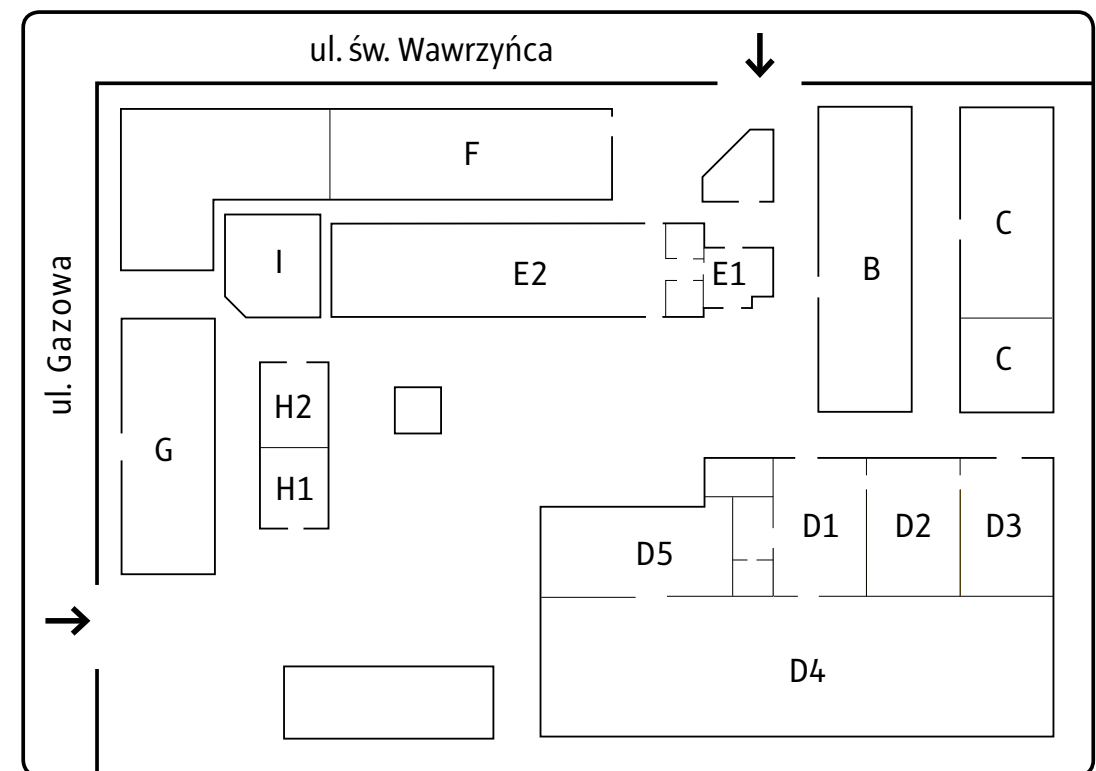 ul. św. Wawrzyńca
ul. Gazowa
F
C
I
E2
E1
B
C
H2
G
H1
D5
D1
D2
D3
D4